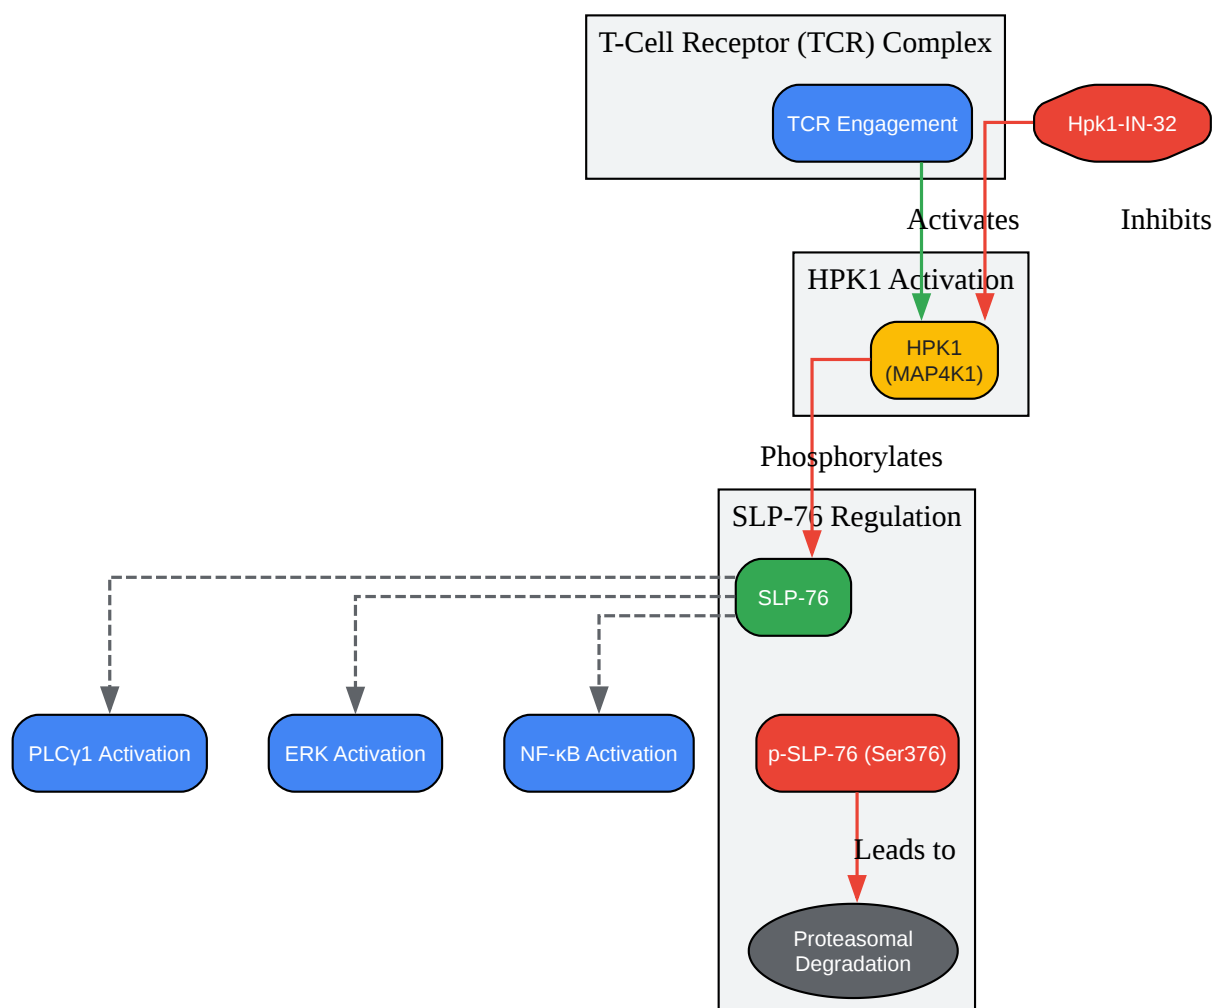 T-Cell Receptor (TCR) Complex
TCR Engagement
Hpk1-IN-32
Activates
Inhibits
HPK1 Activation
HPK1
(MAP4K1)
Phosphorylates
SLP-76 Regulation
SLP-76
PLCγ1 Activation
ERK Activation
NF-κB Activation
p-SLP-76 (Ser376)
Leads to
Proteasomal
Degradation